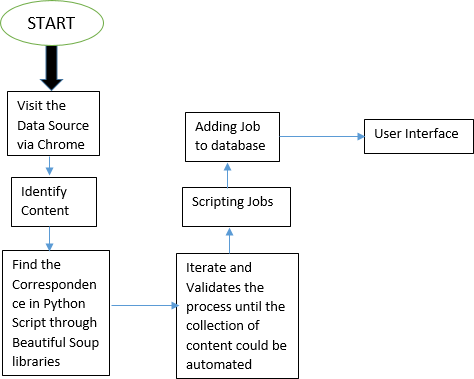 START
Visit the
Data Source
via Chrome
Identify
Content
Find the
Corresponden
ce in Python
Script through
Beautiful Soup
libraries
Iterate and
Validates the
process until the
collection of
content could be
automated
Scripting Jobs
Adding Job
to database
User Interface